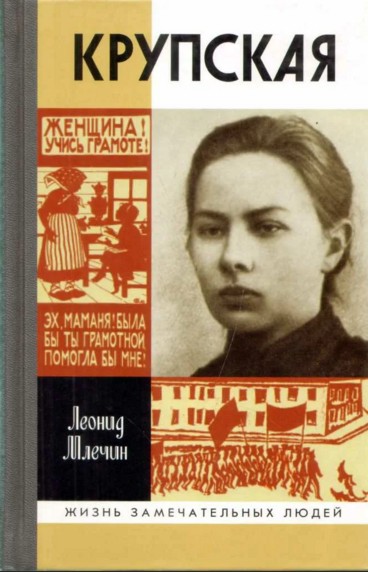 КРУПСКАЯ
ЖЕНЩИНА!
УЧИСЬ ГРАМОТЕ!
ЭХ, МАМАНЯ! БЫЛА
БЫ ТЫ ГРАМОТНОЙ,
ПОМОГЛА БЫ МНЕ!
Леонид
Млечин
ЖИЗНЬ ЗАМЕЧАТЕЛЬНЫХ ЛЮДЕЙ